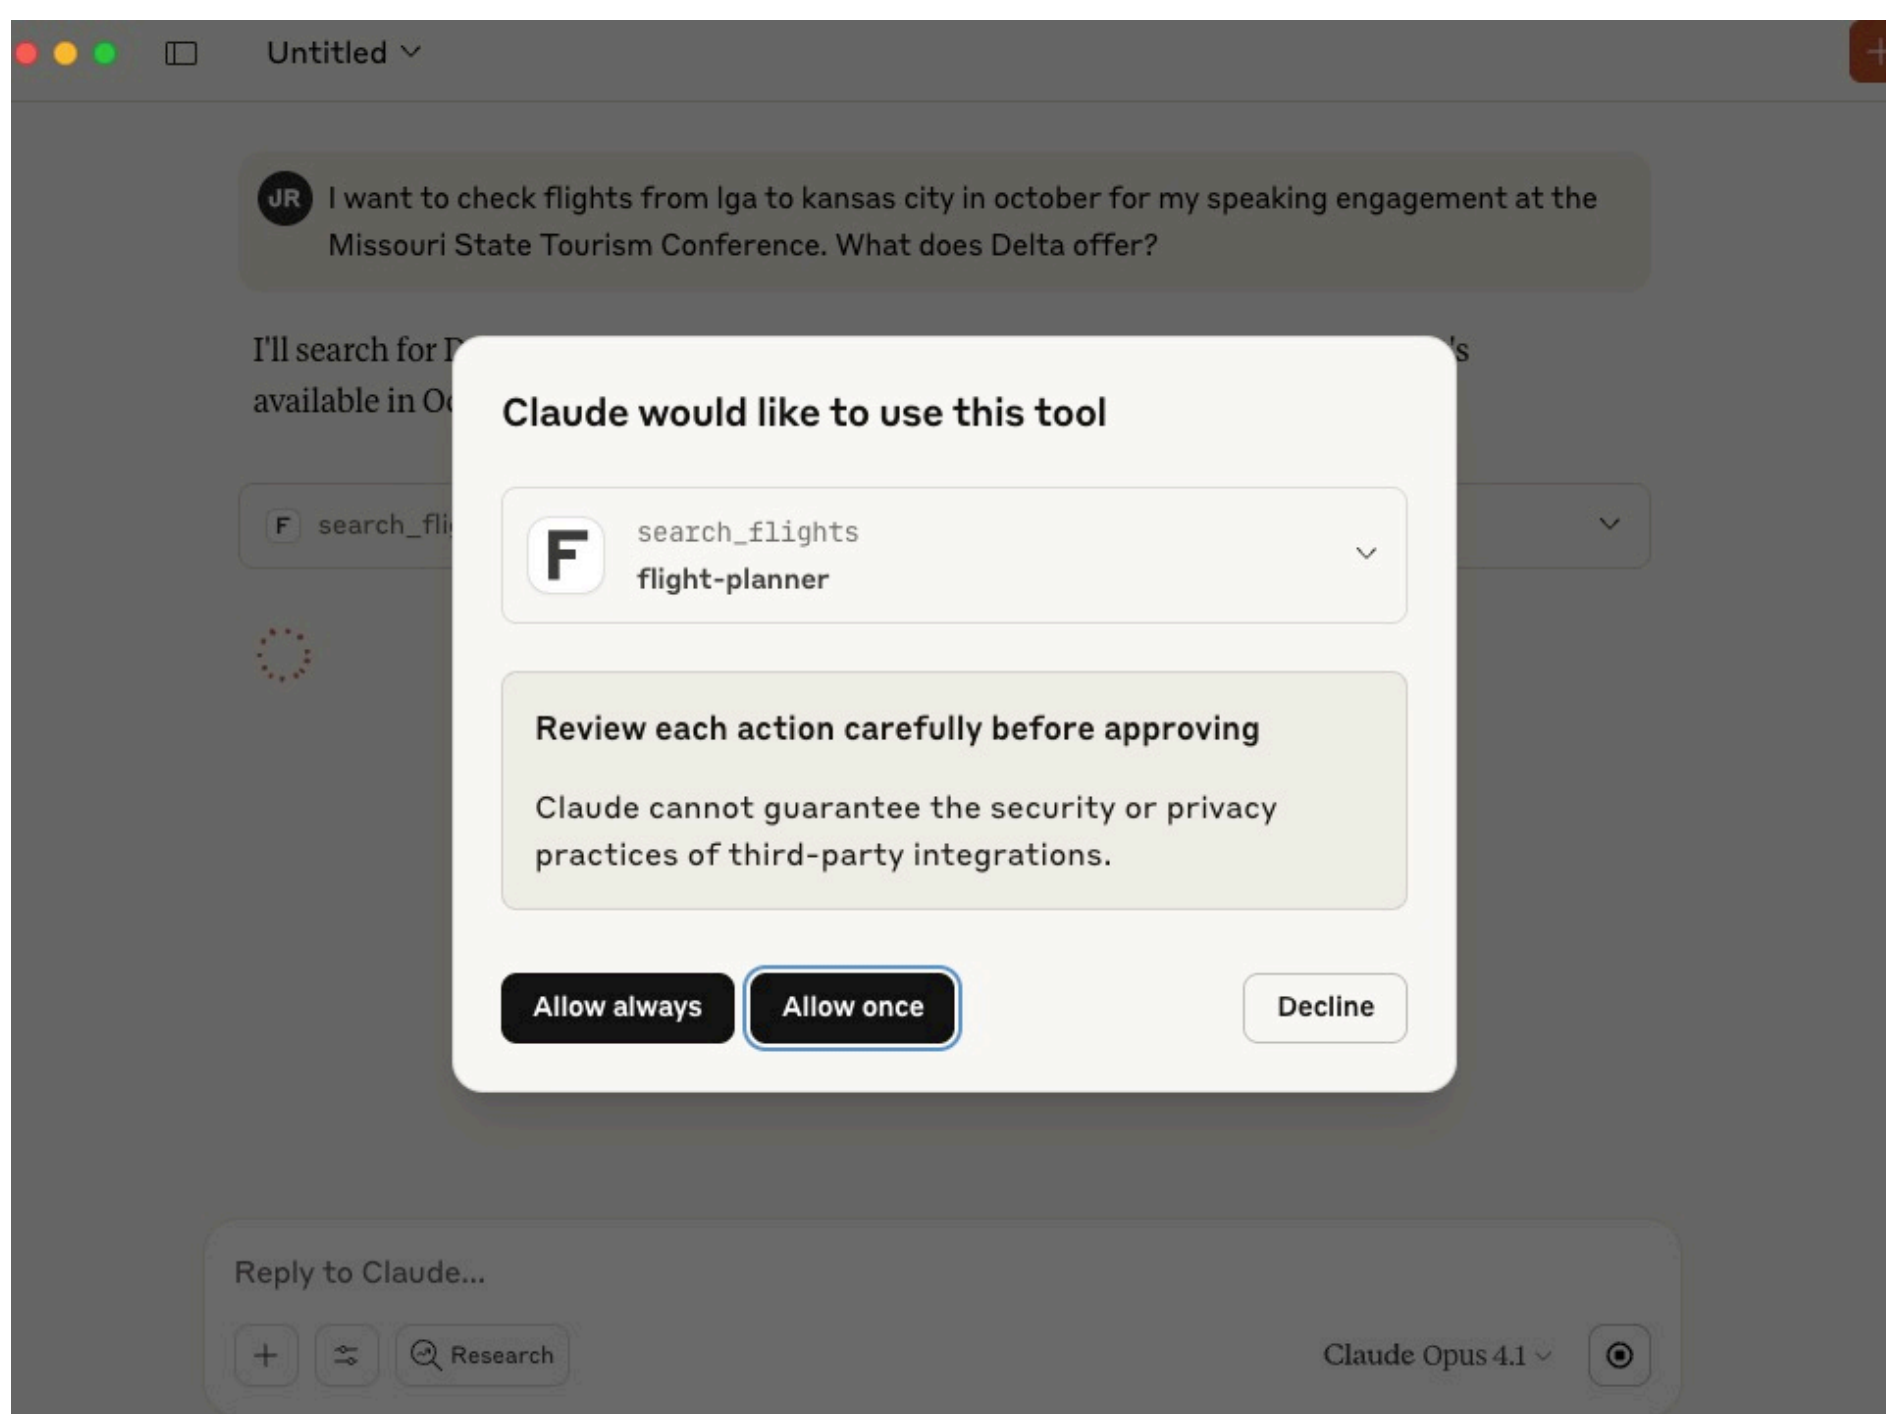 Untitled
JR
I want to check flights from lga to kansas city in october for my speaking engagement at the
Missouri State Tourism Conference. What does Delta offer?
I'll search for
's
available in
Claude would like to use this tool
F search_fli
F
search_flights
flight-planner
Review each action carefully before approving
Claude cannot guarantee the security or privacy
practices of third-party integrations.
Allow always
Allow once
Decline
Reply to Claude...
Research
Claude Opus 4.1